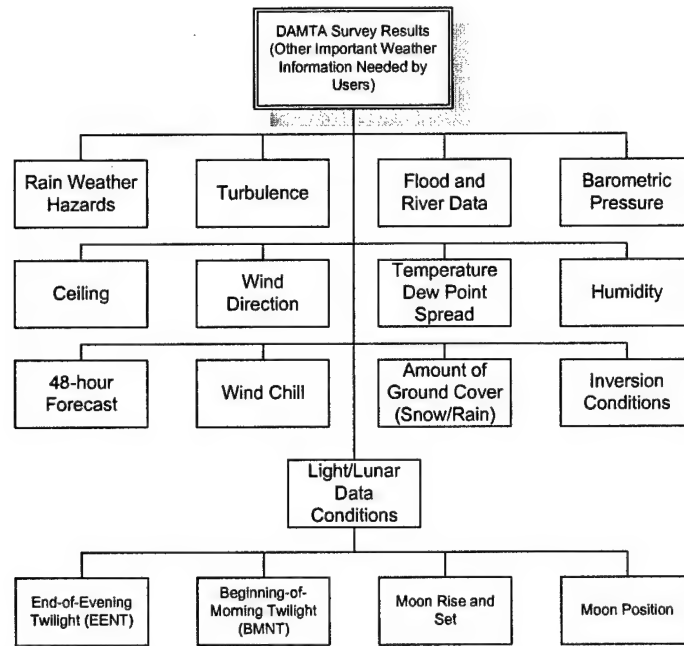 DAMTA Survey Results
(Other Important Weather
Information Needed by
Users)
Rain Weather
Hazards
Turbulence
Flood and
River Data
Barometric
Pressure
Ceiling
Wind
Direction
Temperature
Dew Point
Spread
Humidity
48-hour
Forecast
Wind Chill
Amount of
Ground Cover
(Snow/Rain)
Inversion
Conditions
Light/Lunar
Data
Conditions
End-of-Evening
Twilight (EENT)
Beginning-of-
Morning Twilight
(BMNT)
Moon Rise and
Set
Moon Position